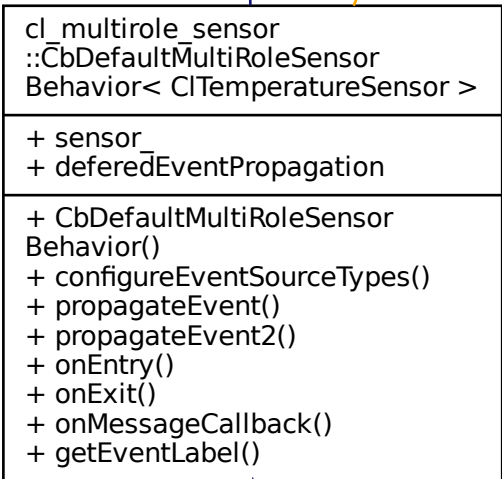 cl_multirole_sensor
::CbDefaultMultiRoleSensor
Behavior< ClTemperatureSensor >
+ sensor_
+ deferedEventPropagation
+ CbDefaultMultiRoleSensor
Behavior()
+ configureEventSourceTypes()
+ propagateEvent()
+ propagateEvent2()
+ onEntry()
+ onExit()
+ onMessageCallback()
+ getEventLabel()